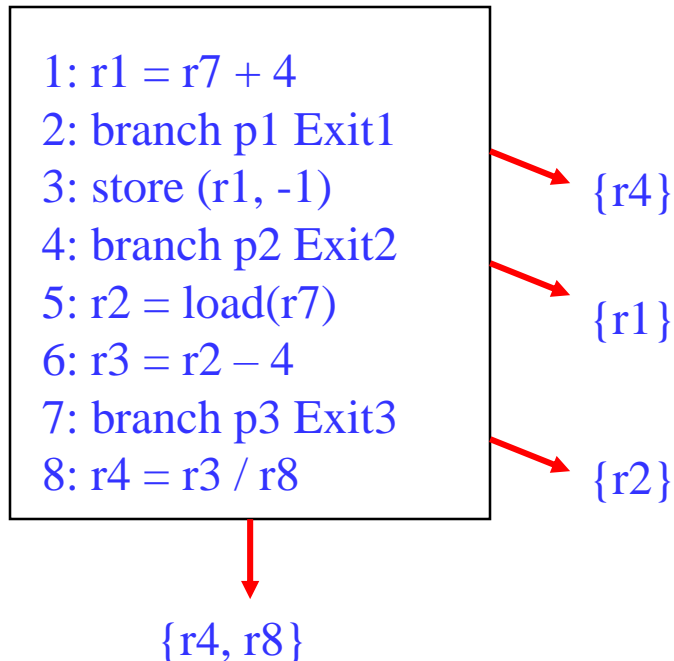 1: r1 = r7 + 4
2: branch p1 Exit1
3: store (r1, -1)
{r4}
4: branch p2 Exit2
5: r2 = load(r7)
{r1}
6: r3 = r2 – 4
7: branch p3 Exit3
8: r4 = r3 / r8
{r2}
{r4, r8}